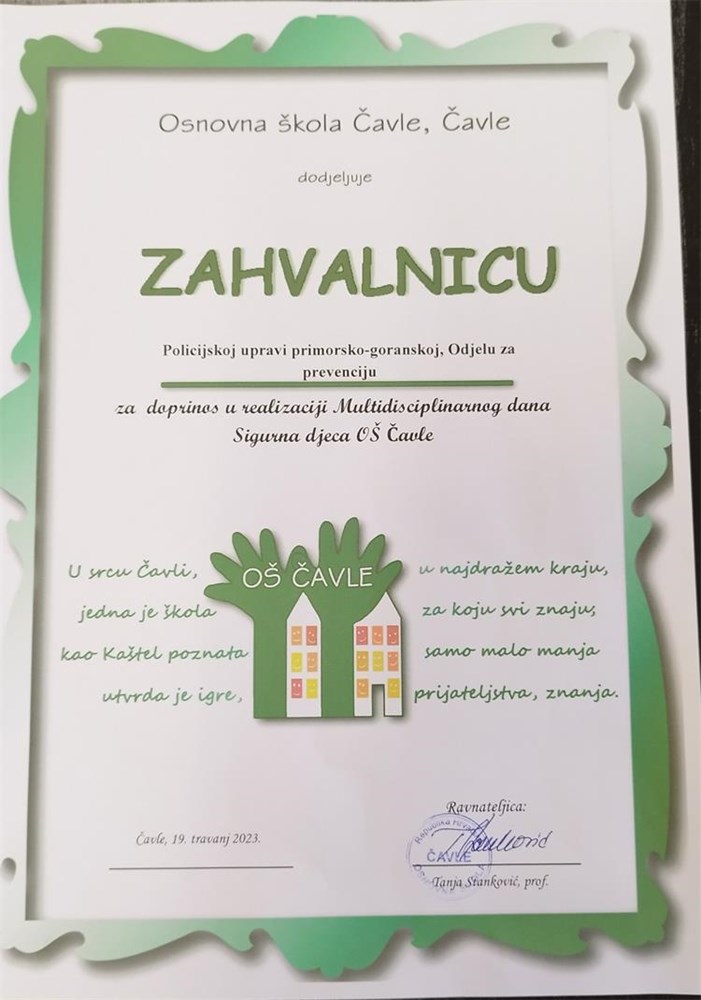 Osnovna škola Čavle, Čavle
dodjeljuje
ZAHVALNICU
Policijskoj upravi primorsko-goranskoj, Odjelu za
prevenciju
za doprinos u realizaciji Multidisciplinarnog dana
Sigurna djeca OŠ Čavle
OŠ ČAVLE
U srcu Čavli,
jedna je škola
kao Kaštel poznata
utvrda je igre,
u najdražem kraju,
za koju svi znaju;
samo malo manja
prijateljstva, znanja.
Čavle, 19. travanj 2023.
Ravnateljica:
Republika
ČAVLE
Tanja Stanković, prof.